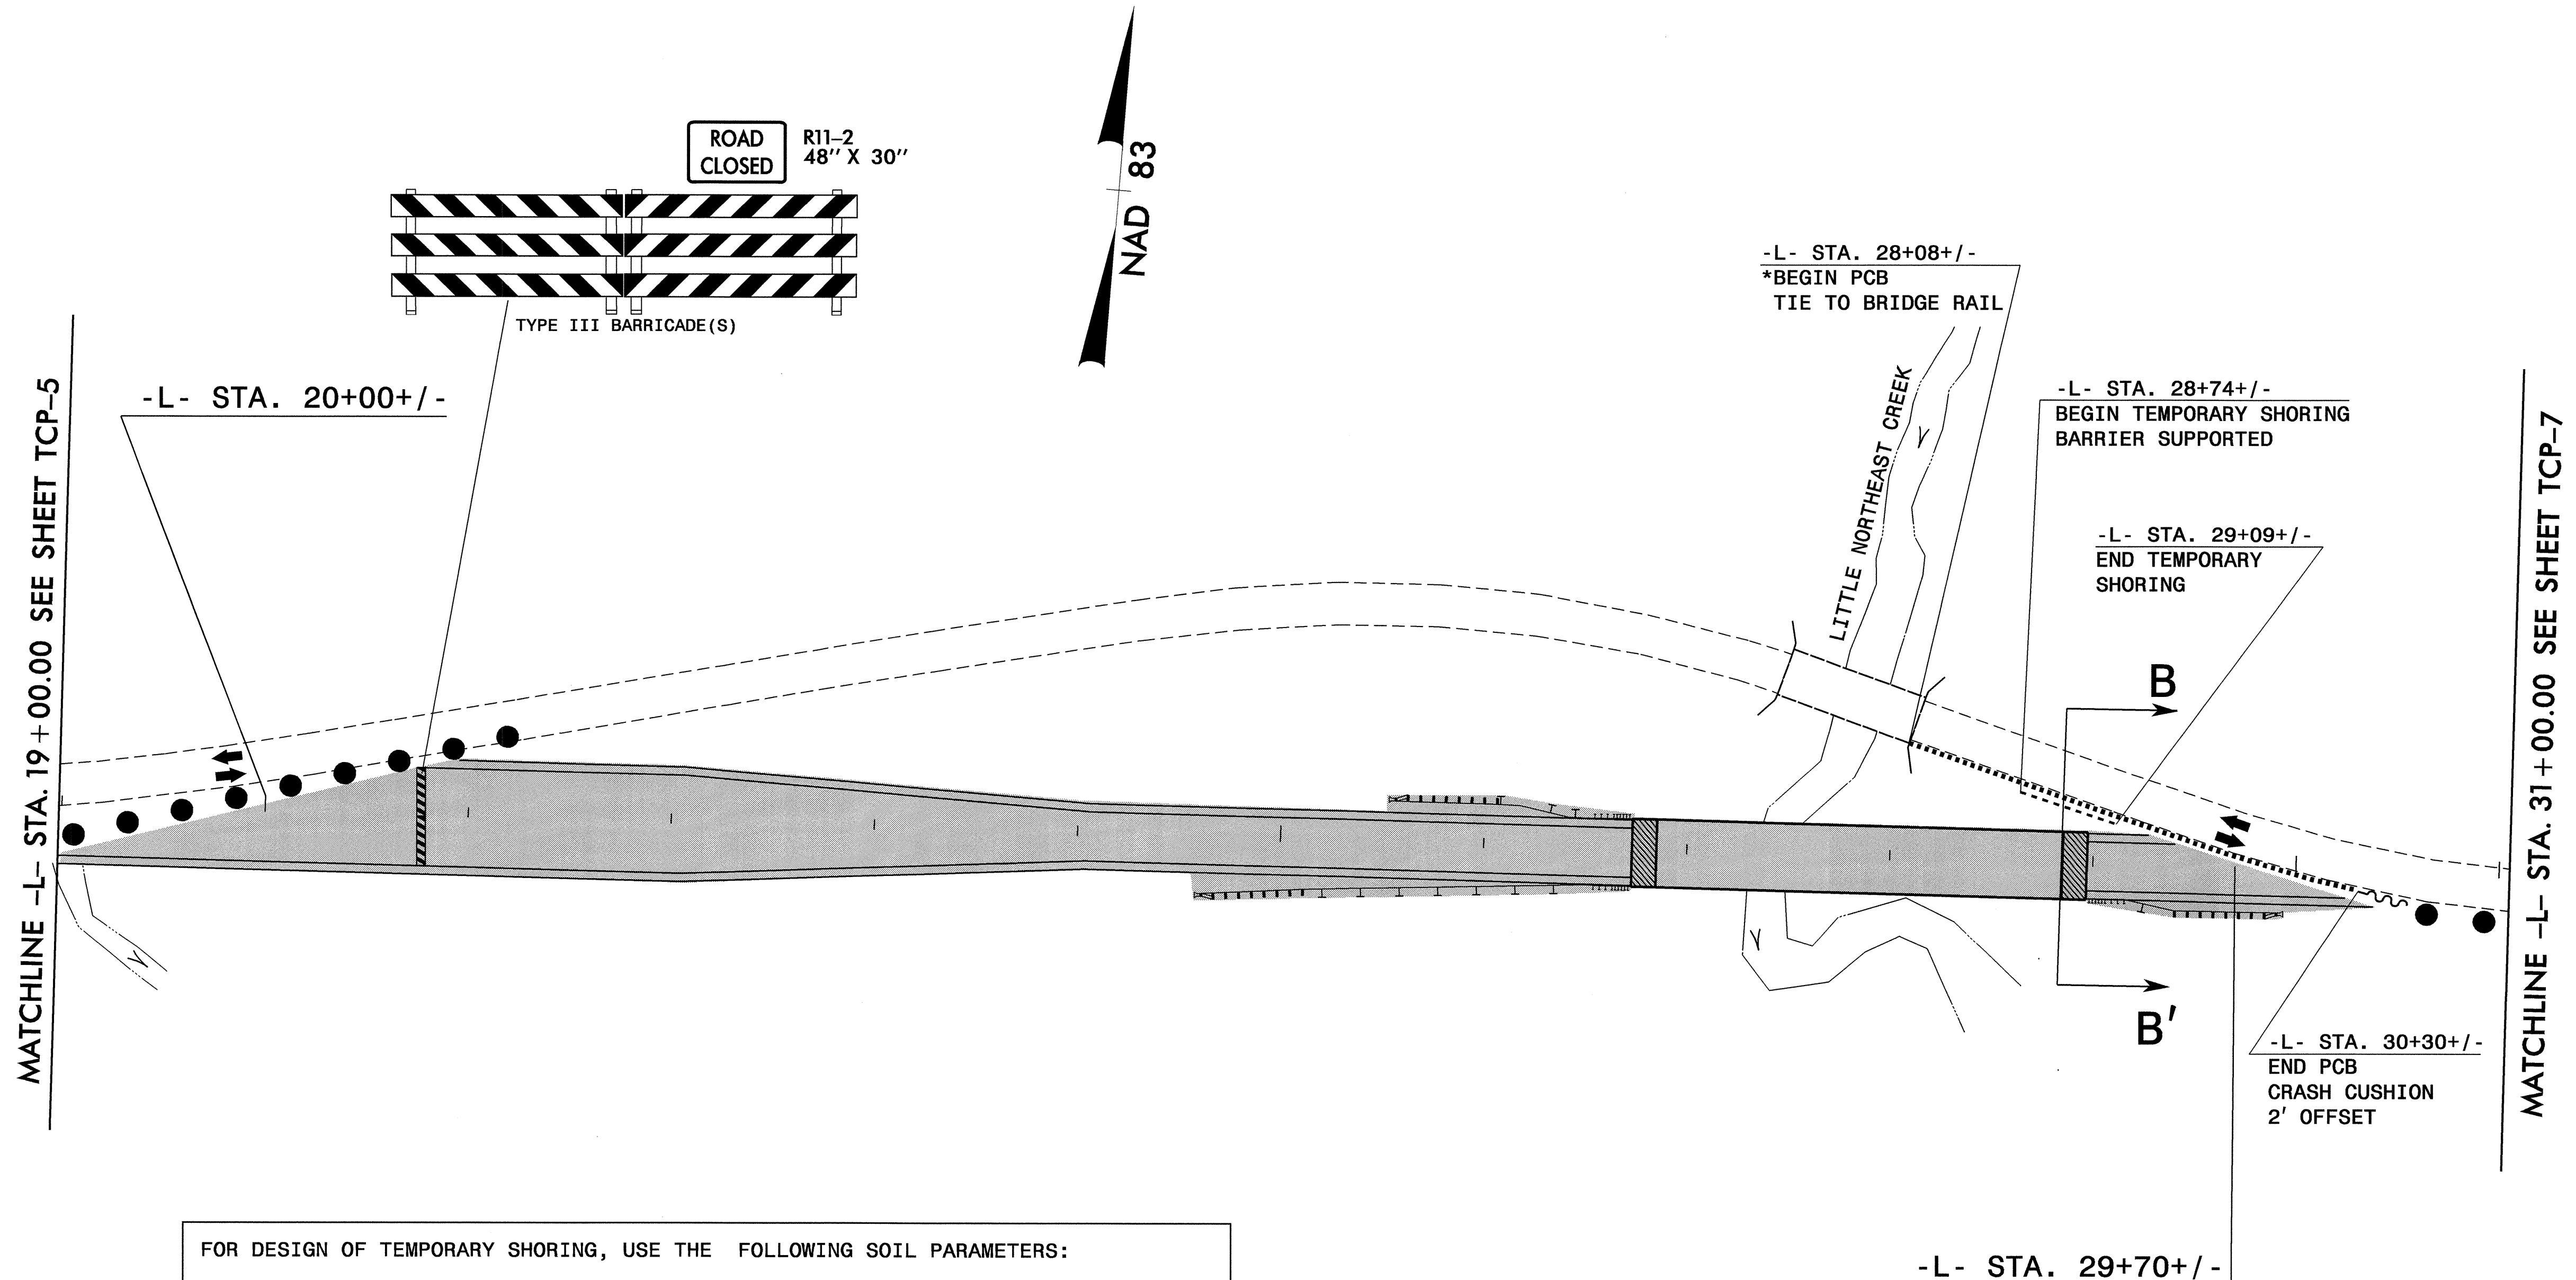 ROAD
CLOSED
R11-2
48" X 30"
TYPE III BARRICADE(S)
NAD 83
-L- STA. 28+08+/-
*BEGIN PCB
TIE TO BRIDGE RAIL
-L- STA. 20+00+/-
-L- STA. 28+74+/-
BEGIN TEMPORARY SHORING
BARRIER SUPPORTED
-L- STA. 29+09+/-
END TEMPORARY
SHORING
LITTLE NORTHEAST CREEK
MATCHLINE -L- STA. 19+00.00 SEE SHEET TCP-5
MATCHLINE -L- STA. 31+00.00 SEE SHEET TCP-7
B
B'
-L- STA. 30+30+/-
END PCB
CRASH CUSHION
2' OFFSET
FOR DESIGN OF TEMPORARY SHORING, USE THE FOLLOWING SOIL PARAMETERS:
-L- STA. 29+70+/-